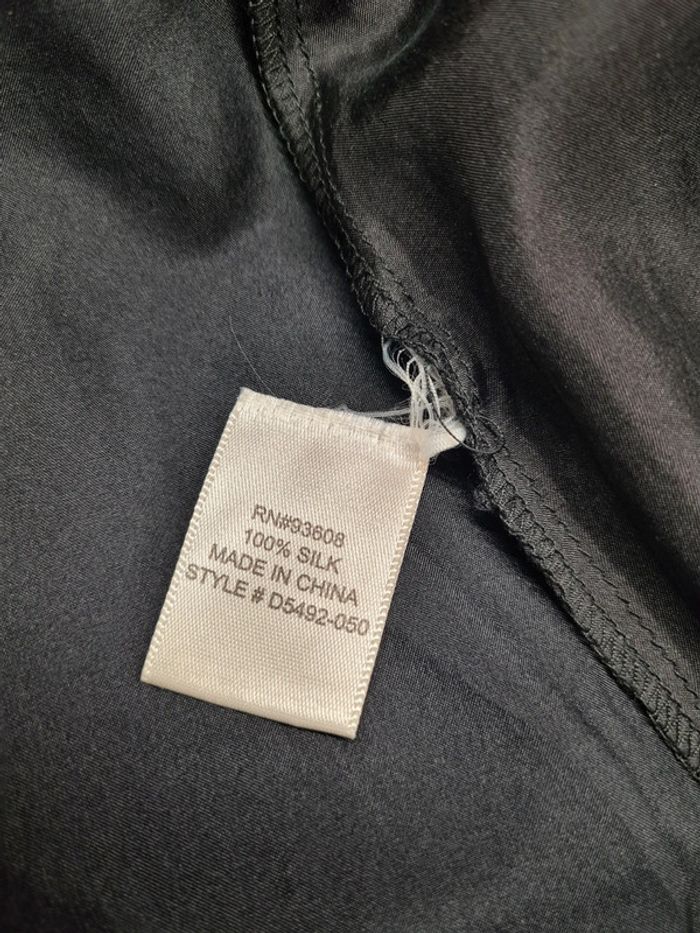 RN#93608
100% SILK
MADE IN CHINA
STYLE # D5492-050